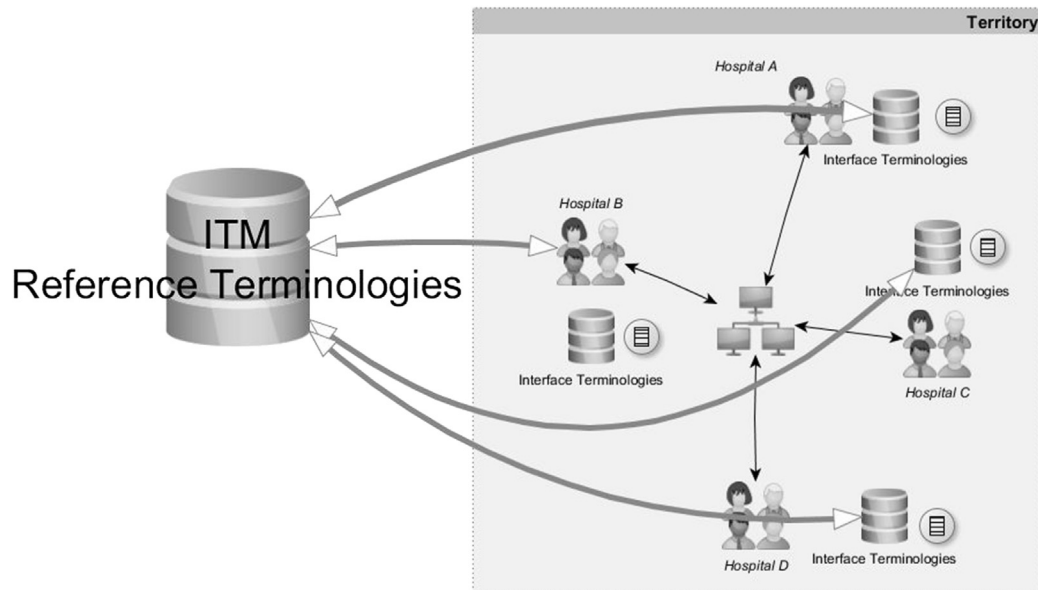 Territory
Hospital A
Interface Terminologies
Hospital B
ITM
Reference Terminologies
Interface Terminologies
Interface Terminologies
Hospital C
Hospital D
Interface Terminologies